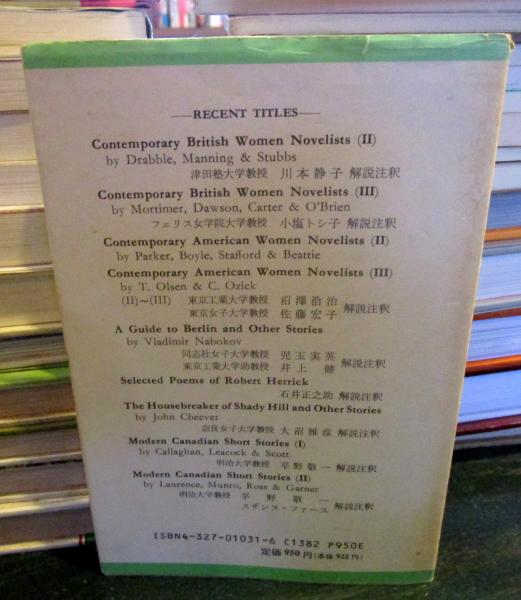 —RECENT TITLES—
Contemporary British Women Novelists (II)
by Drabble, Manning & Stubbs
津田塾大学教授 川本静子 解説注釈
Contemporary British Women Novelists (III)
by Mortimer, Dawson, Carter & O'Brien
フェリス女学院大学教授 小塩トシ子 解説注釈
Contemporary American Women Novelists (II)
by Parker, Boyle, Stafford & Beattie
Contemporary American Women Novelists (III)
by T. Olsen & C. Ozick
(II)~(III) 東京工業大学教授 沼澤洽治
東京女子大学教授 佐藤宏子 解説注釈
A Guide to Berlin and Other Stories
by Vladimir Nabokov
同志社女子大学教授 児玉実英
東京工業大学助教授 井上 健 解説注釈
Selected Poems of Robert Herrick
石井正之助 解説注釈
The Housebreaker of Shady Hill and Other Stories
by John Cheever
奈良女子大学教授 大沼雅彦 解説注釈
Modern Canadian Short Stories (I)
by Callaghan, Leacock & Scott
明治大学教授 平野敬一 解説注釈
Modern Canadian Short Stories (II)
by Laurence, Munro, Ross & Garner
明治大学教授 平野敬一
スザンヌ・ファース 解説注釈
ISBN4-327-01031-6 C1382 P950E
定価950円(本体922円)